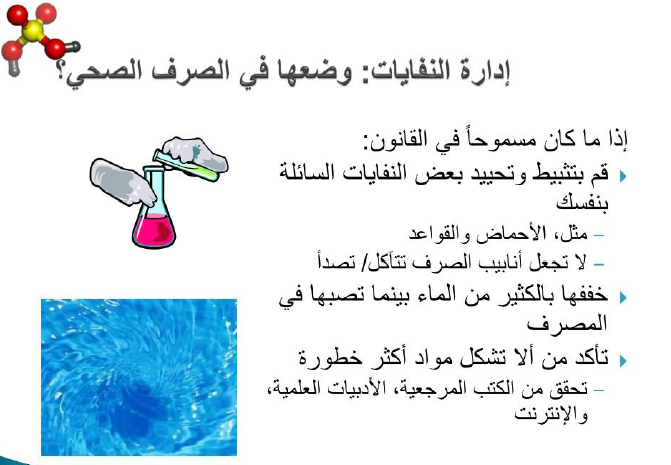 إدارة النفايات: وضعها في الصرف الصحي؟
إذا ما كان مسموحاً في القانون:
قم بتثبيط وتحييد بعض النفايات السائلة
بنفسك
– مثل، الأحماض والقواعد
– لا تجعل أنابيب الصرف تتآكل/ تصدأ
خففها بالكثير من الماء بينما تصبها في
المصرف
تأكد من ألا تشكل مواد أكثر خطورة
– تحقق من الكتب المرجعية، الأدبيات العلمية،
والإنترنت